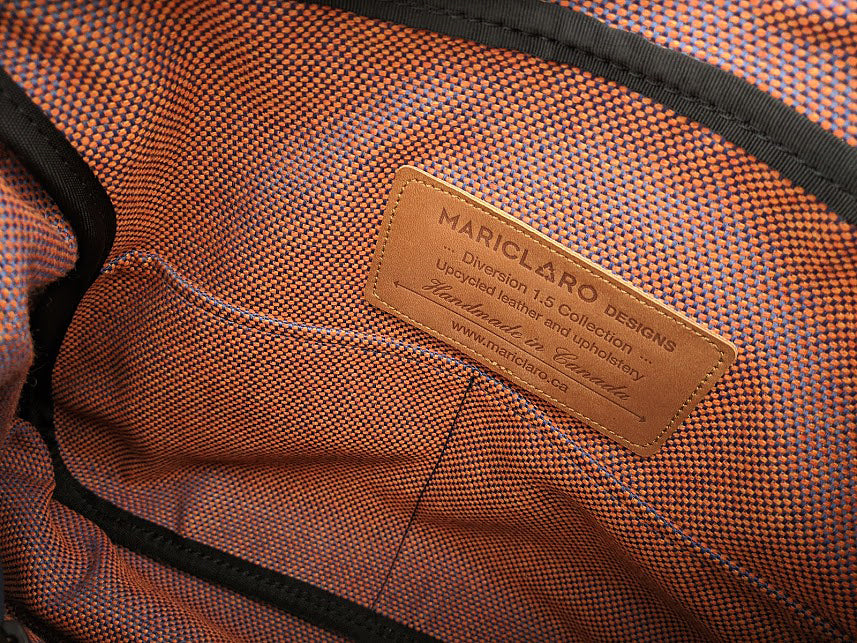 MARICLARO DESIGNS
... Diversion 1.5 Collection ...
Upcycled leather and upholstery
Handmade in Canada
www.mariclaro.ca